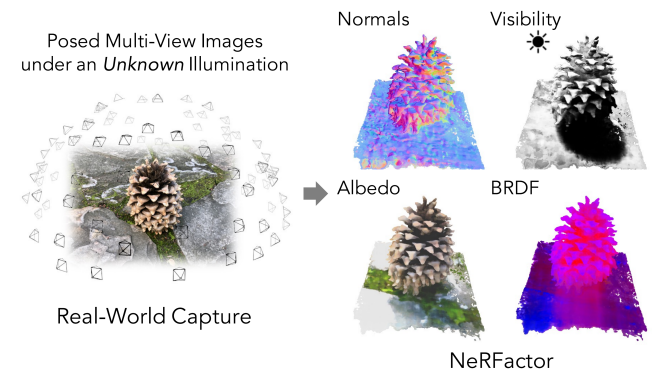 Posed Multi-View Images
under an Unknown Illumination
Real-World Capture
Normals
Visibility
Albedo
BRDF
NeRFactor